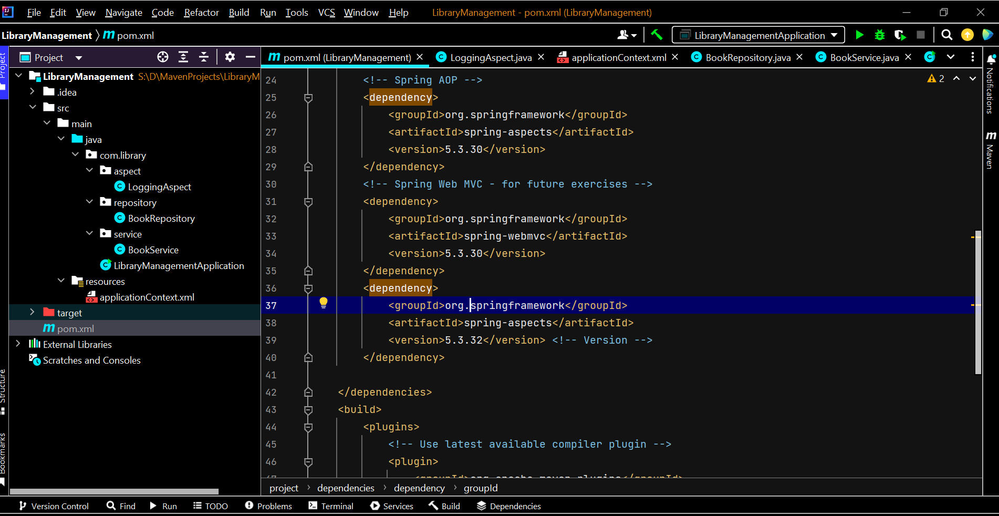 File Edit View Navigate Code Refactor Build Run Tools VCS Window Help LibraryManagement - pom.xml (LibraryManagement)
LibraryManagement m pom.xml LibraryManagementApplication
Project
Project
m pom.xml (LibraryManagement) C LoggingAspect.java applicationContext.xml C BookRepository.java C BookService.java C
LibraryManagement S:\D\MavenProjects\LibraryM
.idea
src
main
java
com.library
aspect
C LoggingAspect
repository
C BookRepository
service
C BookService
C LibraryManagementApplication
resources
applicationContext.xml
target
m pom.xml
External Libraries
Scratches and Consoles
Structure
Bookmarks
2
24 <!-- Spring AOP -->
25 <dependency>
26 <groupId>org.springframework</groupId>
27 <artifactId>spring-aspects</artifactId>
28 <version>5.3.30</version>
29 </dependency>
30 <!-- Spring Web MVC - for future exercises -->
31 <dependency>
32 <groupId>org.springframework</groupId>
33 <artifactId>spring-webmvc</artifactId>
34 <version>5.3.30</version>
35 </dependency>
36 <dependency>
37 <groupId>org.springframework</groupId>
38 <artifactId>spring-aspects</artifactId>
39 <version>5.3.32</version> <!-- Version -->
40 </dependency>
41
42 </dependencies>
43 <build>
44 <plugins>
45 <!-- Use latest available compiler plugin -->
46 <plugin>
47 <groupId>org.apache.maven.plugins</groupId>
Notifications
m Maven
project dependencies dependency groupId
Version Control Find Run TODO Problems Terminal Services Build Dependencies